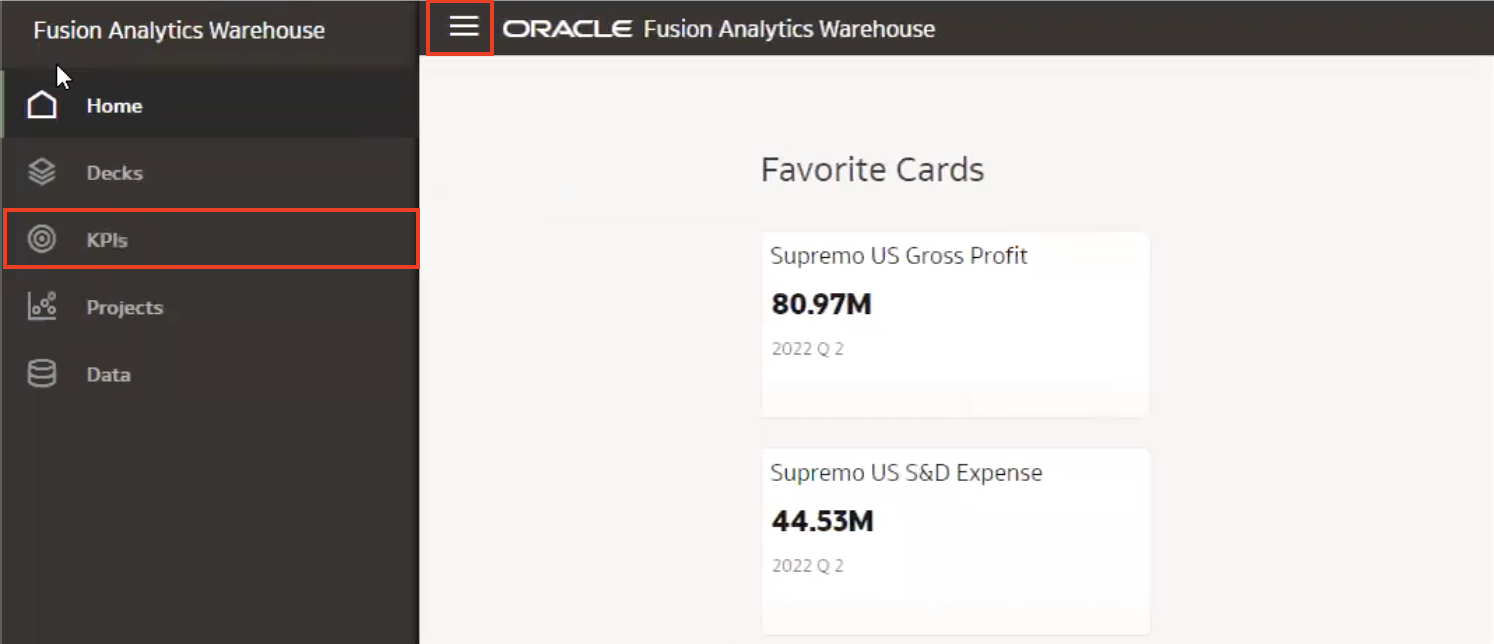 Fusion Analytics Warehouse
Home
Decks
KPIs
Projects
Data
ORACLE Fusion Analytics Warehouse
Favorite Cards
Supremo US Gross Profit
80.97M
2022 Q 2
Supremo US S&D Expense
44.53M
2022 Q 2